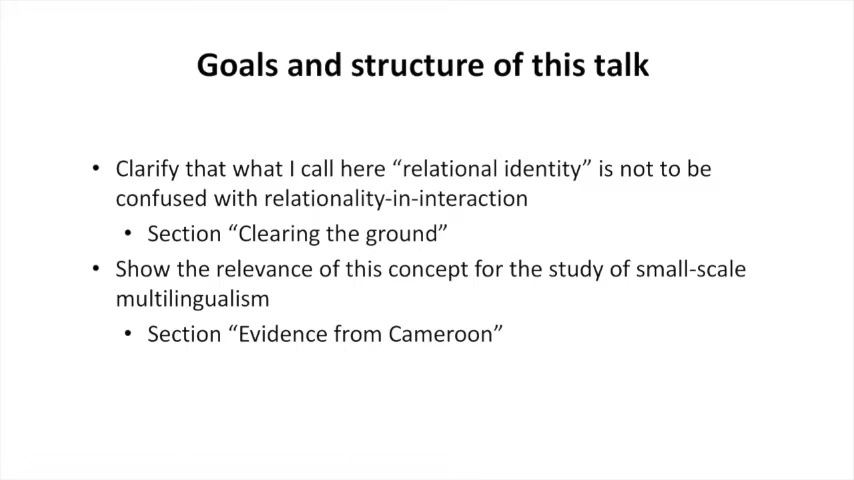 Goals and structure of this talk
• Clarify that what I call here “relational identity” is not to be
confused with relationality-in-interaction
• Section “Clearing the ground”
• Show the relevance of this concept for the study of small-scale
multilingualism
• Section “Evidence from Cameroon”